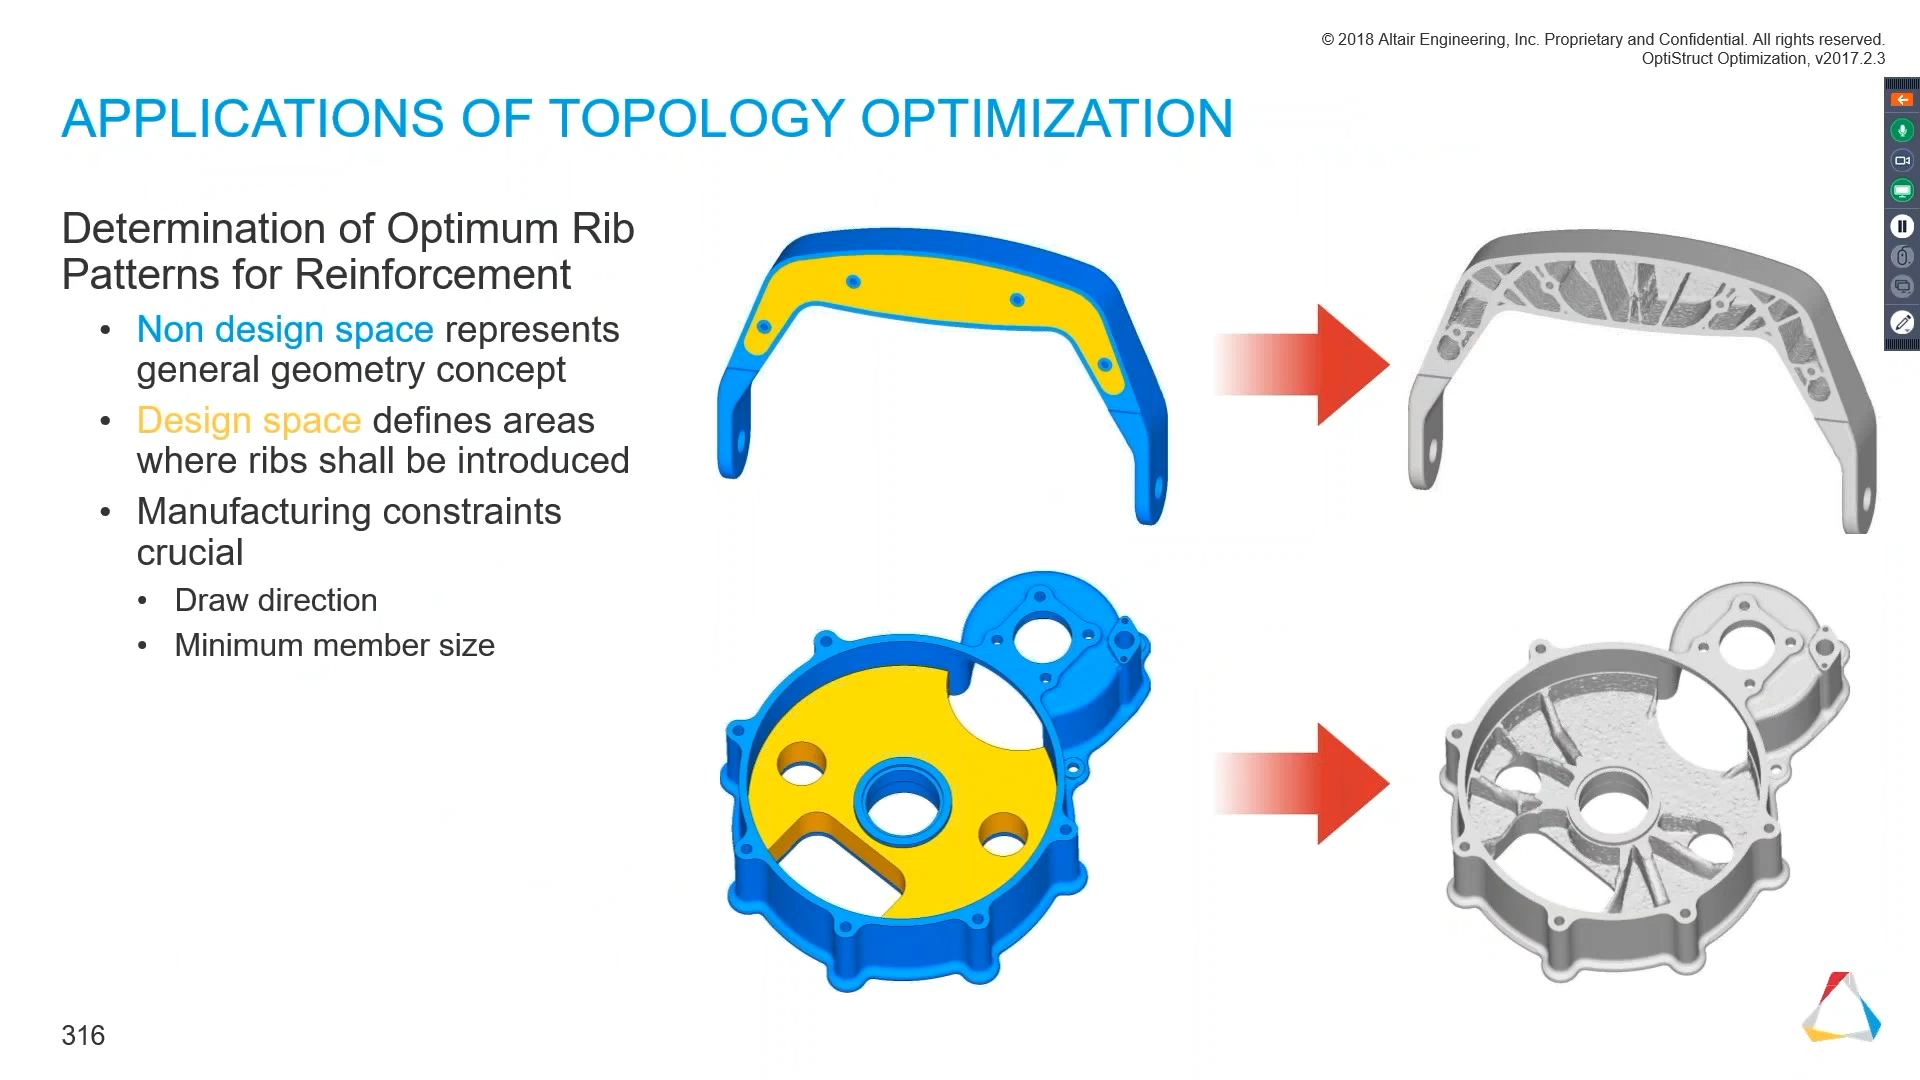 © 2018 Altair Engineering, Inc. Proprietary and Confidential. All rights reserved.
OptiStruct Optimization, v2017.2.3
APPLICATIONS OF TOPOLOGY OPTIMIZATION
Determination of Optimum Rib
Patterns for Reinforcement
• Non design space represents
general geometry concept
• Design space defines areas
where ribs shall be introduced
• Manufacturing constraints
crucial
• Draw direction
• Minimum member size
316